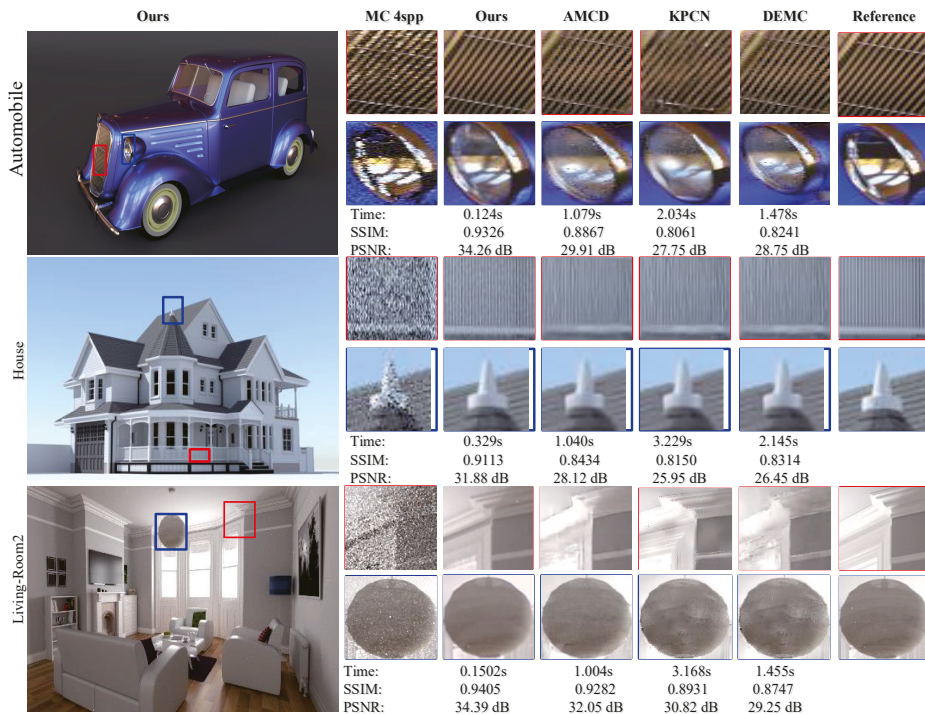 Ours MC 4spp Ours AMCD KPCN DEMC Reference
Automobile
Time: 0.124s 1.079s 2.034s 1.478s
SSIM: 0.9326 0.8867 0.8061 0.8241
PSNR: 34.26 dB 29.91 dB 27.75 dB 28.75 dB
House
Time: 0.329s 1.040s 3.229s 2.145s
SSIM: 0.9113 0.8434 0.8150 0.8314
PSNR: 31.88 dB 28.12 dB 25.95 dB 26.45 dB
Living-Room2
Time: 0.1502s 1.004s 3.168s 1.455s
SSIM: 0.9405 0.9282 0.8931 0.8747
PSNR: 34.39 dB 32.05 dB 30.82 dB 29.25 dB